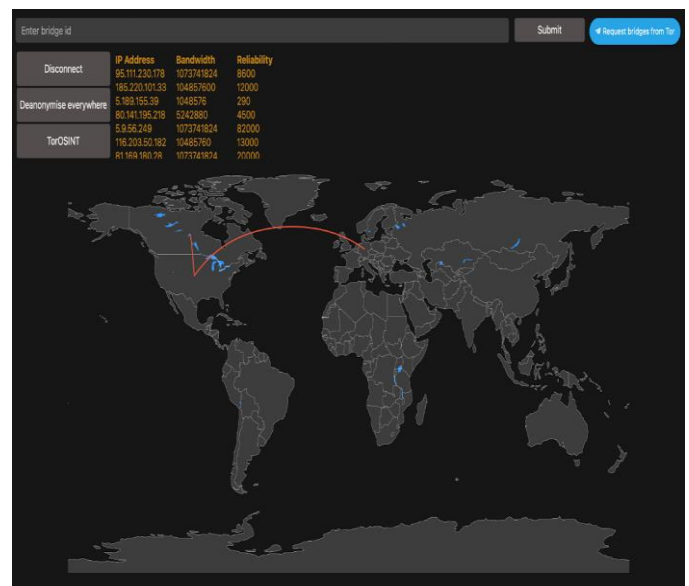 Enter bridge id
Submit
Request bridges from Tor
Disconnect
Deanonymise everywhere
TorOSINT
IP Address Bandwidth Reliability
95.111.230.178 1073741824 8600
185.220.101.33 104857600 12000
5.189.155.39 1048576 290
80.141.195.218 5242880 4500
5.9.56.249 1073741824 82000
116.203.50.182 10485760 13000
81.169.180.28 1073741824 20000